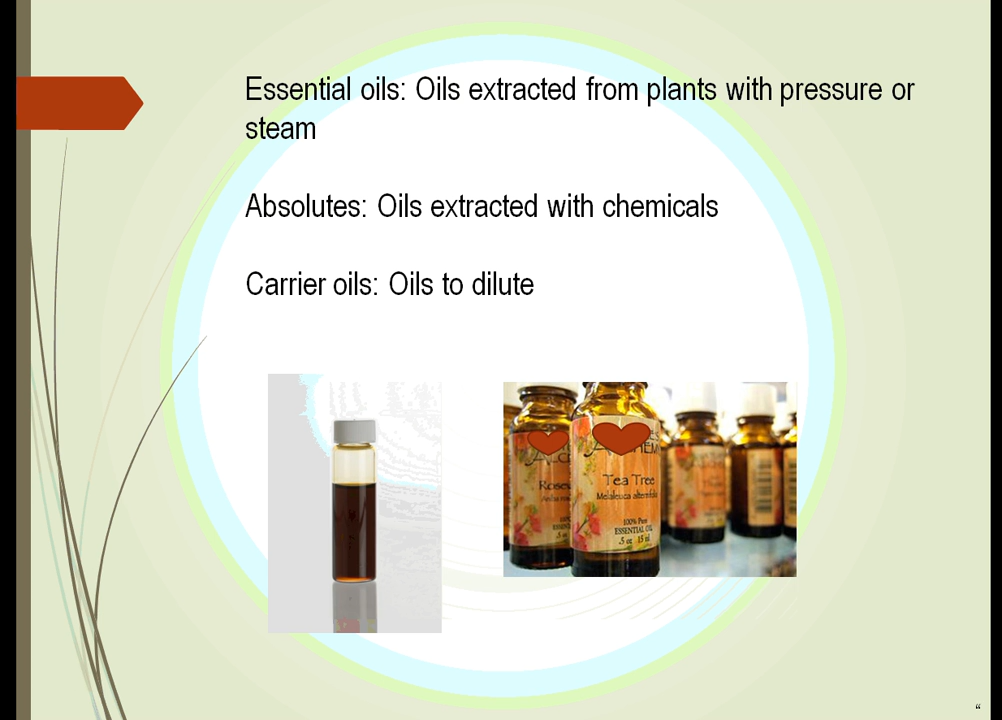 Essential oils: Oils extracted from plants with pressure or
steam
Absolutes: Oils extracted with chemicals
Carrier oils: Oils to dilute
Tea Tree
Melaleuca alternifolia
100% Pure
ESSENTIAL OIL
.5 oz 15 ml
“